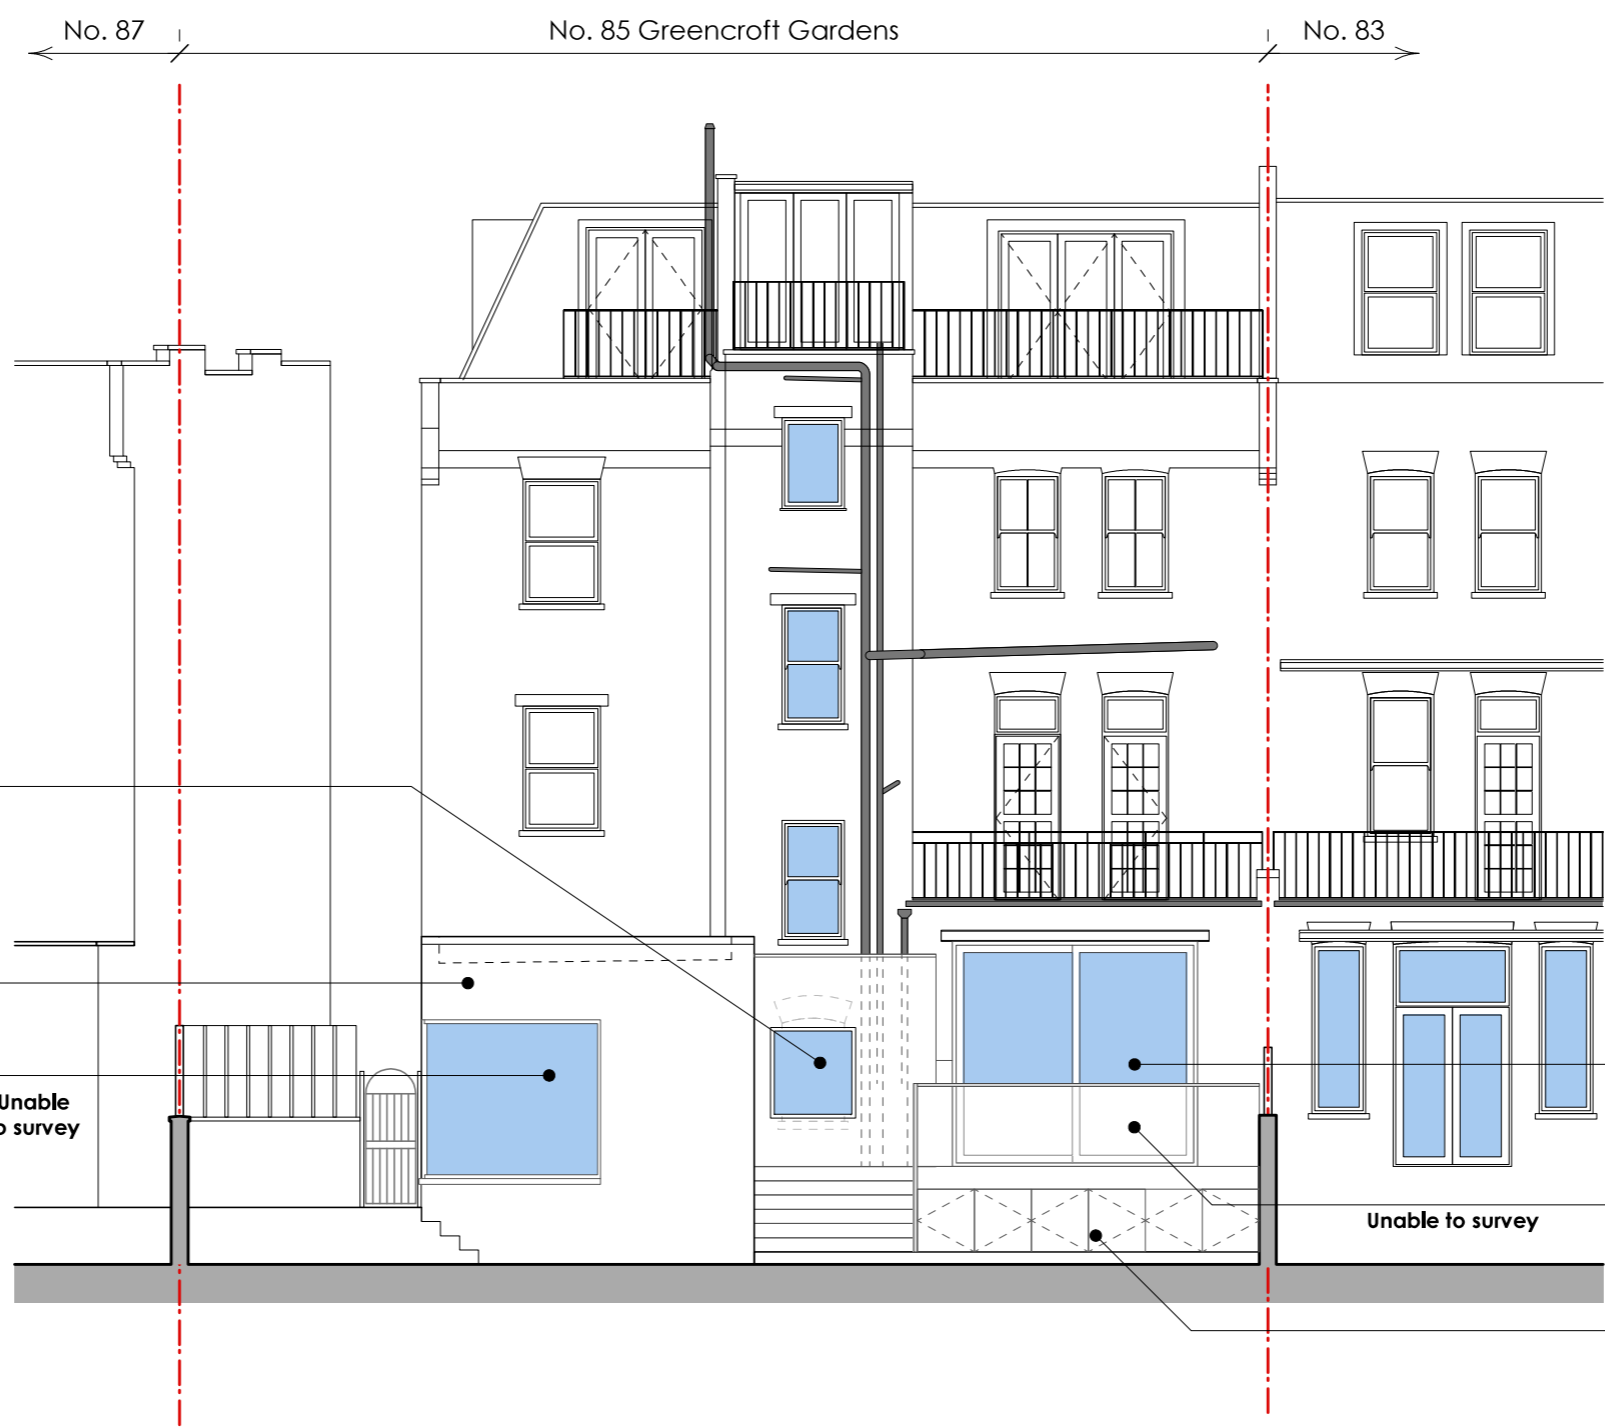 No. 87
No. 85 Greencroft Gardens
No. 83
Unable
o survey
Unable to survey